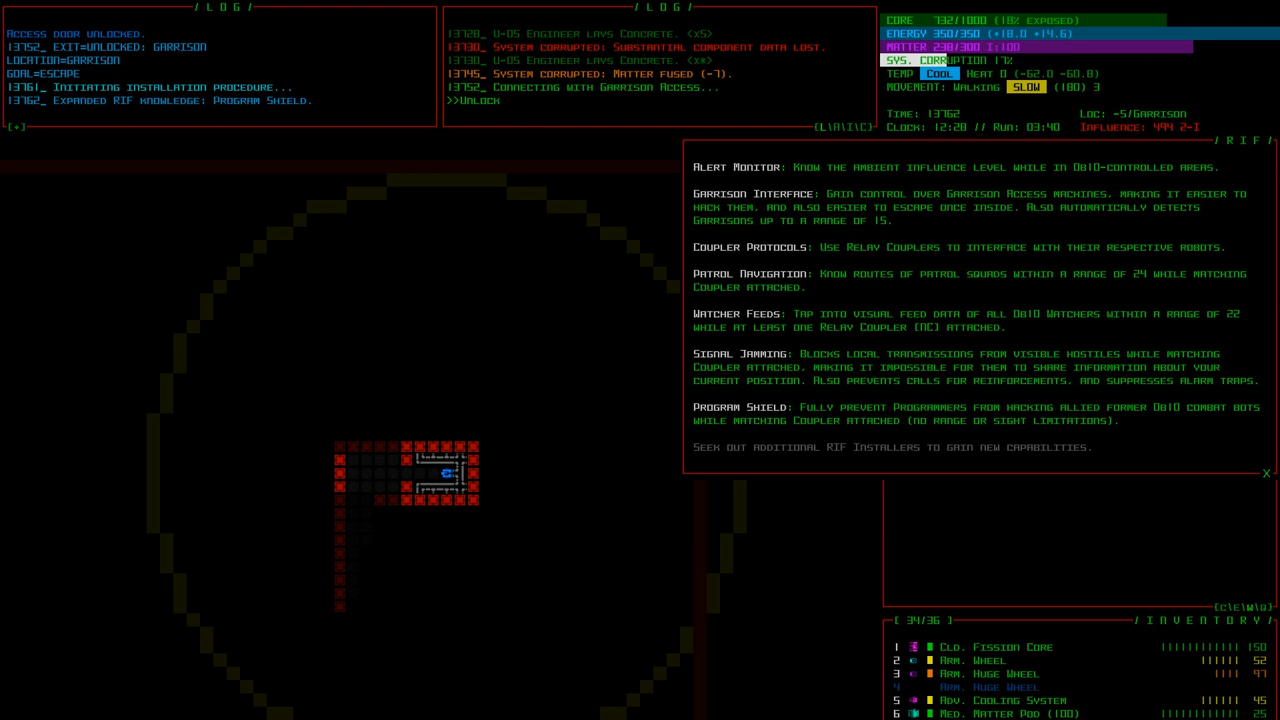 / L O G /
Access door unlocked.
13752_ EXIT=UNLOCKED: GARRISON
LOCATION=GARRISON
GOAL=ESCAPE
13761_ Initiating installation procedure...
13762_ Expanded RIF knowledge: Program Shield.
[+]
/ L O G /
13728_ U-05 Engineer lays Concrete. (x5)
13730_ System corrupted: Substantial component data lost.
13730_ U-05 Engineer lays Concrete. (x*)
13745_ System corrupted: Matter fused (-7).
13752_ Connecting with Garrison Access...
>>Unlock
[L\A\I\C]
CORE 732/1000 (18% EXPOSED)
ENERGY 350/350 (+18.0 +14.6)
MATTER 238/300 I:100
SYS. CORRUPTION 17%
TEMP Cool Heat 0 (-62.0 -60.8)
MOVEMENT: Walking SLOW (180) 3
Time: 13762 Loc: -5/Garrison
Clock: 12:28 // Run: 03:40 Influence: 494 2-I
/ R I F /
Alert Monitor: Know the ambient influence level while in 0b10-controlled areas.
Garrison Interface: Gain control over Garrison Access machines, making it easier to
hack them, and also easier to escape once inside. Also automatically detects
Garrisons up to a range of 15.
Coupler Protocols: Use Relay Couplers to interface with their respective robots.
Patrol Navigation: Know routes of patrol squads within a range of 24 while matching
Coupler attached.
Watcher Feeds: Tap into visual feed data of all 0b10 Watchers within a range of 22
while at least one Relay Coupler [NC] attached.
Signal Jamming: Blocks local transmissions from visible hostiles while matching
Coupler attached, making it impossible for them to share information about your
current position. Also prevents calls for reinforcements, and suppresses alarm traps.
Program Shield: Fully prevent Programmers from hacking allied former 0b10 combat bots
while matching Coupler attached (no range or sight limitations).
Seek out additional RIF Installers to gain new capabilities.
X
[C\E\W\Q]
[ 34/36 ] / I N V E N T O R Y /
1 Cld. Fission Core 150
2 Arm. Wheel 52
3 Arm. Huge Wheel 97
4 Arm. Huge Wheel
5 Adv. Cooling System 45
6 Med. Matter Pod (100) 25